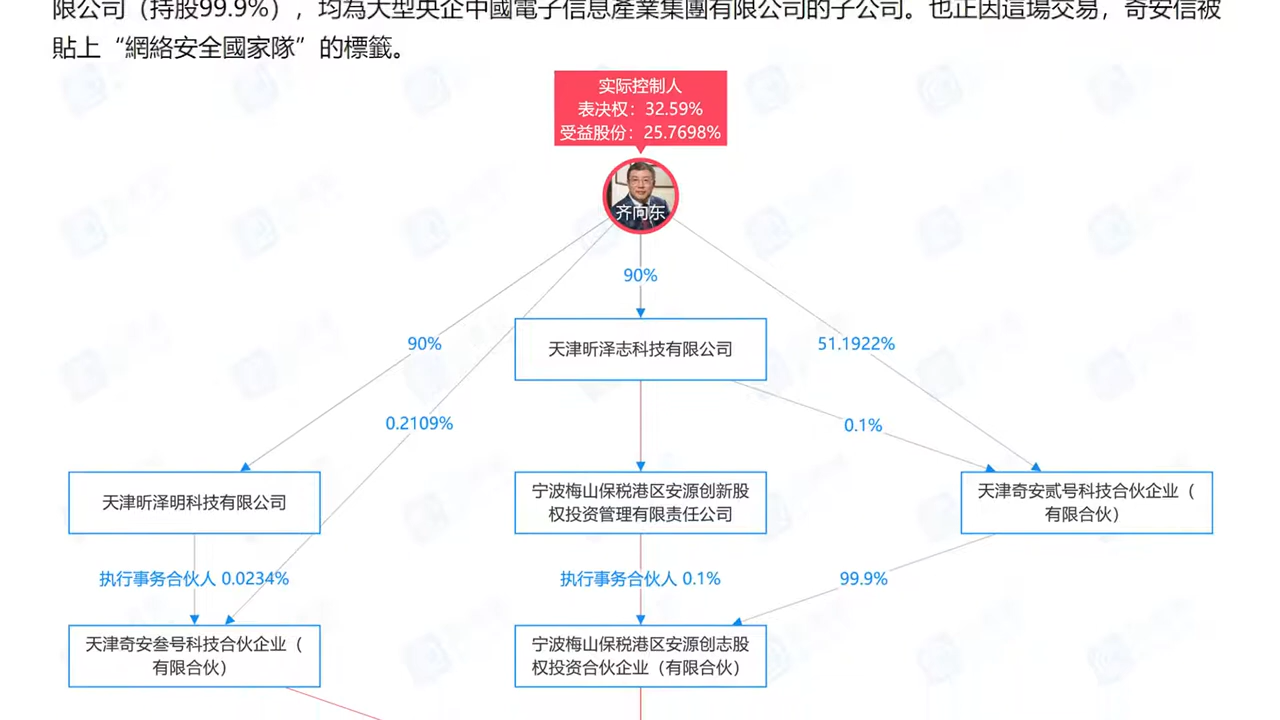 限公司（持股99.9%），均為大型央企中國電子信息產業集團有限公司的子公司。也正因這場交易，奇安信被
貼上“網絡安全國家隊”的標籤。
实际控制人
表决权：32.59%
受益股份：25.7698%
齐向东
90%
90%
51.1922%
天津昕泽志科技有限公司
0.2109%
0.1%
天津昕泽明科技有限公司
宁波梅山保税港区安源创新股
权投资管理有限责任公司
天津奇安贰号科技合伙企业（
有限合伙）
执行事务合伙人 0.0234%
执行事务合伙人 0.1%
99.9%
天津奇安叁号科技合伙企业（
有限合伙）
宁波梅山保税港区安源创志股
权投资合伙企业（有限合伙）